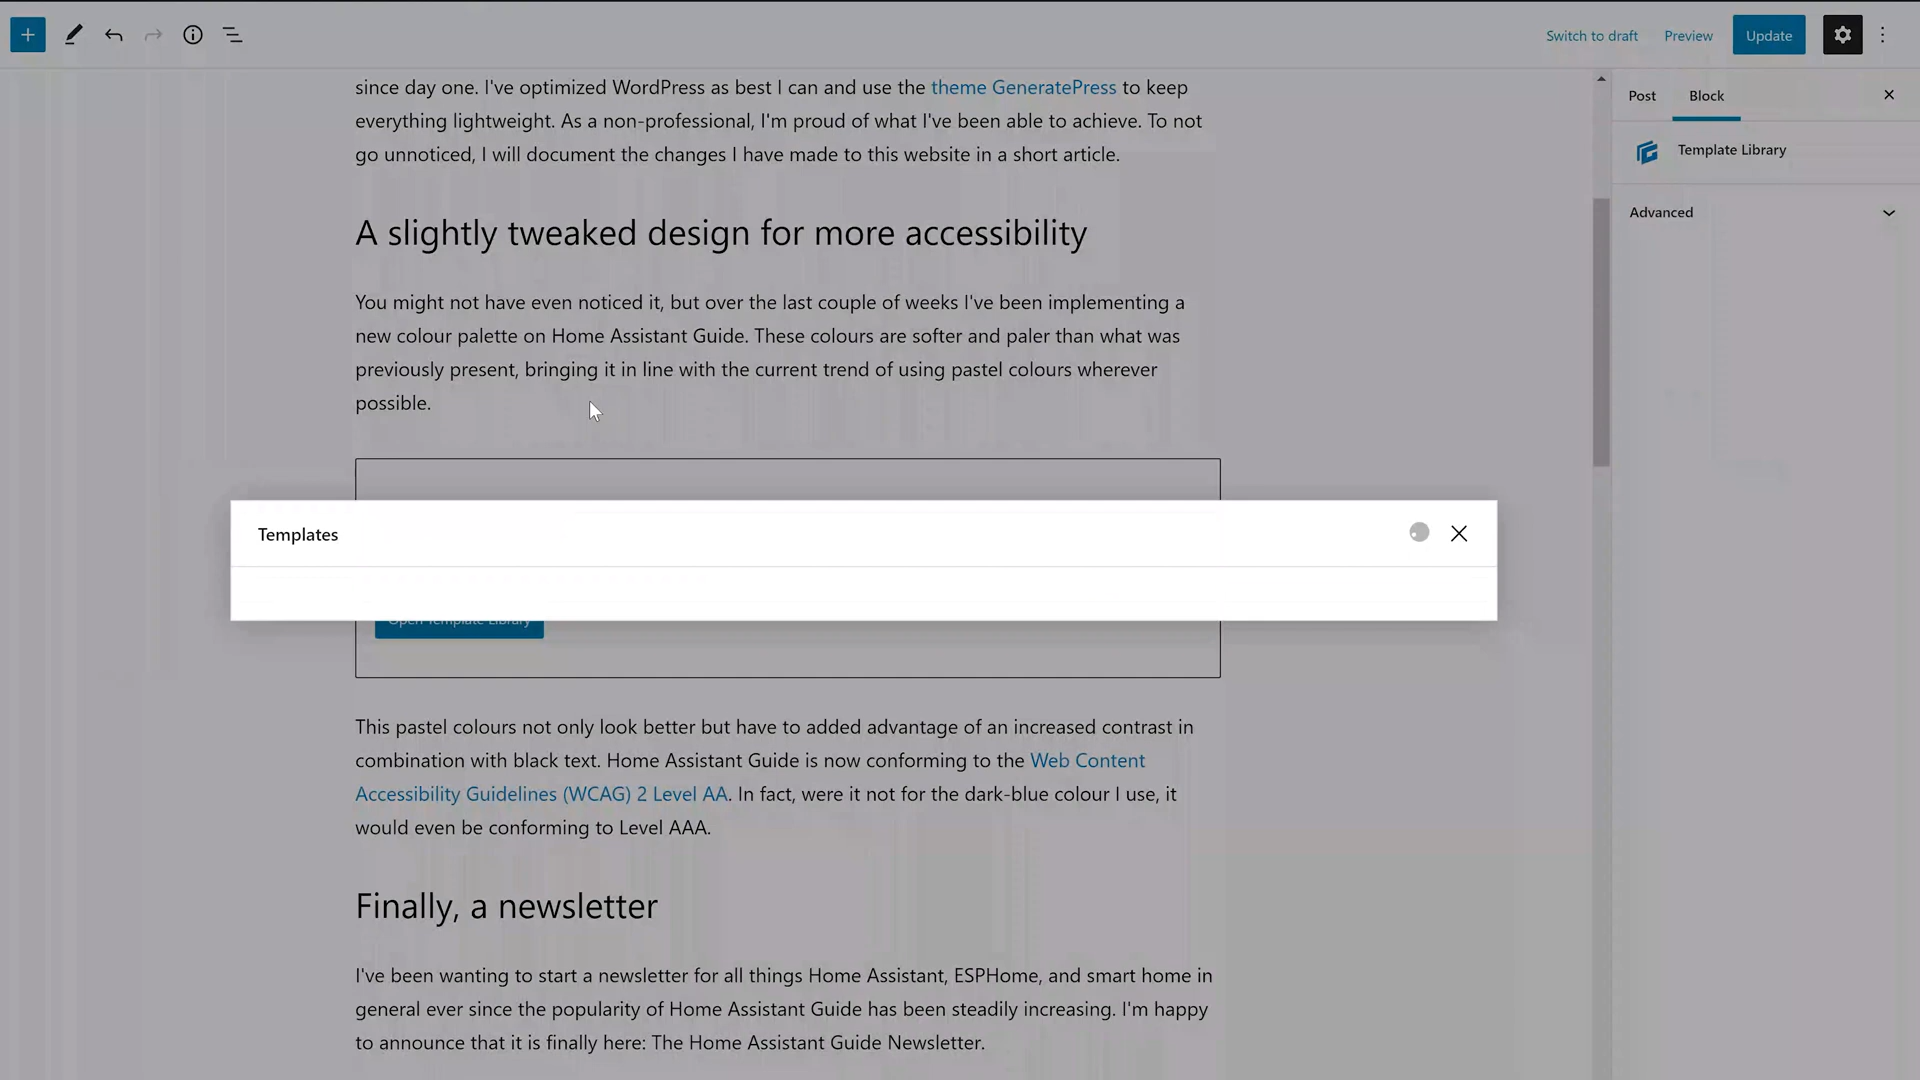 Switch to draft Preview Update
since day one. I've optimized WordPress as best I can and use the theme GeneratePress to keep
everything lightweight. As a non-professional, I'm proud of what I've been able to achieve. To not
go unnoticed, I will document the changes I have made to this website in a short article.
Post Block
Template Library
Advanced
A slightly tweaked design for more accessibility
You might not have even noticed it, but over the last couple of weeks I've been implementing a
new colour palette on Home Assistant Guide. These colours are softer and paler than what was
previously present, bringing it in line with the current trend of using pastel colours wherever
possible.
Templates
Open Template Library
This pastel colours not only look better but have to added advantage of an increased contrast in
combination with black text. Home Assistant Guide is now conforming to the Web Content
Accessibility Guidelines (WCAG) 2 Level AA. In fact, were it not for the dark-blue colour I use, it
would even be conforming to Level AAA.
Finally, a newsletter
I've been wanting to start a newsletter for all things Home Assistant, ESPHome, and smart home in
general ever since the popularity of Home Assistant Guide has been steadily increasing. I'm happy
to announce that it is finally here: The Home Assistant Guide Newsletter.